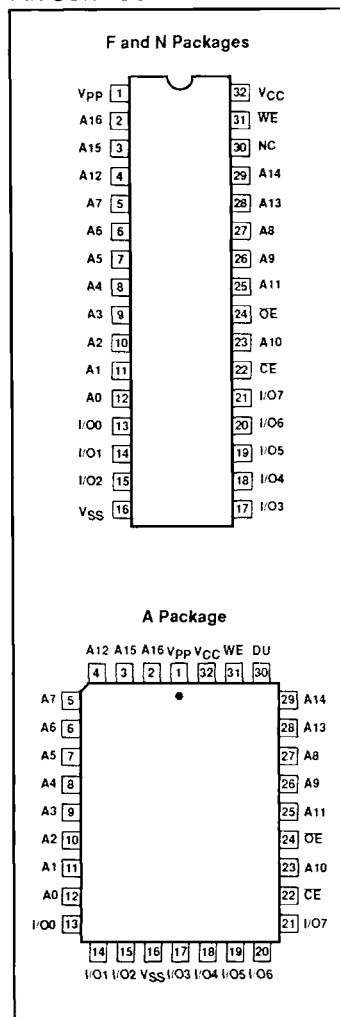 F and N Packages
VPP 1 32 VCC
A16 2 31 W̅E̅
A15 3 30 NC
A12 4 29 A14
A7 5 28 A13
A6 6 27 A8
A5 7 26 A9
A4 8 25 A11
A3 9 24 O̅E̅
A2 10 23 A10
A1 11 22 C̅E̅
A0 12 21 I/O7
I/O0 13 20 I/O6
I/O1 14 19 I/O5
I/O2 15 18 I/O4
VSS 16 17 I/O3
A Package
A12 A15 A16 VPP VCC WE DU
4 3 2 1 32 31 30
A7 5 29 A14
A6 6 28 A13
A5 7 27 A8
A4 8 26 A9
A3 9 25 A11
A2 10 24 O̅E̅
A1 11 23 A10
A0 12 22 C̅E̅
I/O0 13 21 I/O7
14 15 16 17 18 19 20
I/O1 I/O2 VSS I/O3 I/O4 I/O5 I/O6